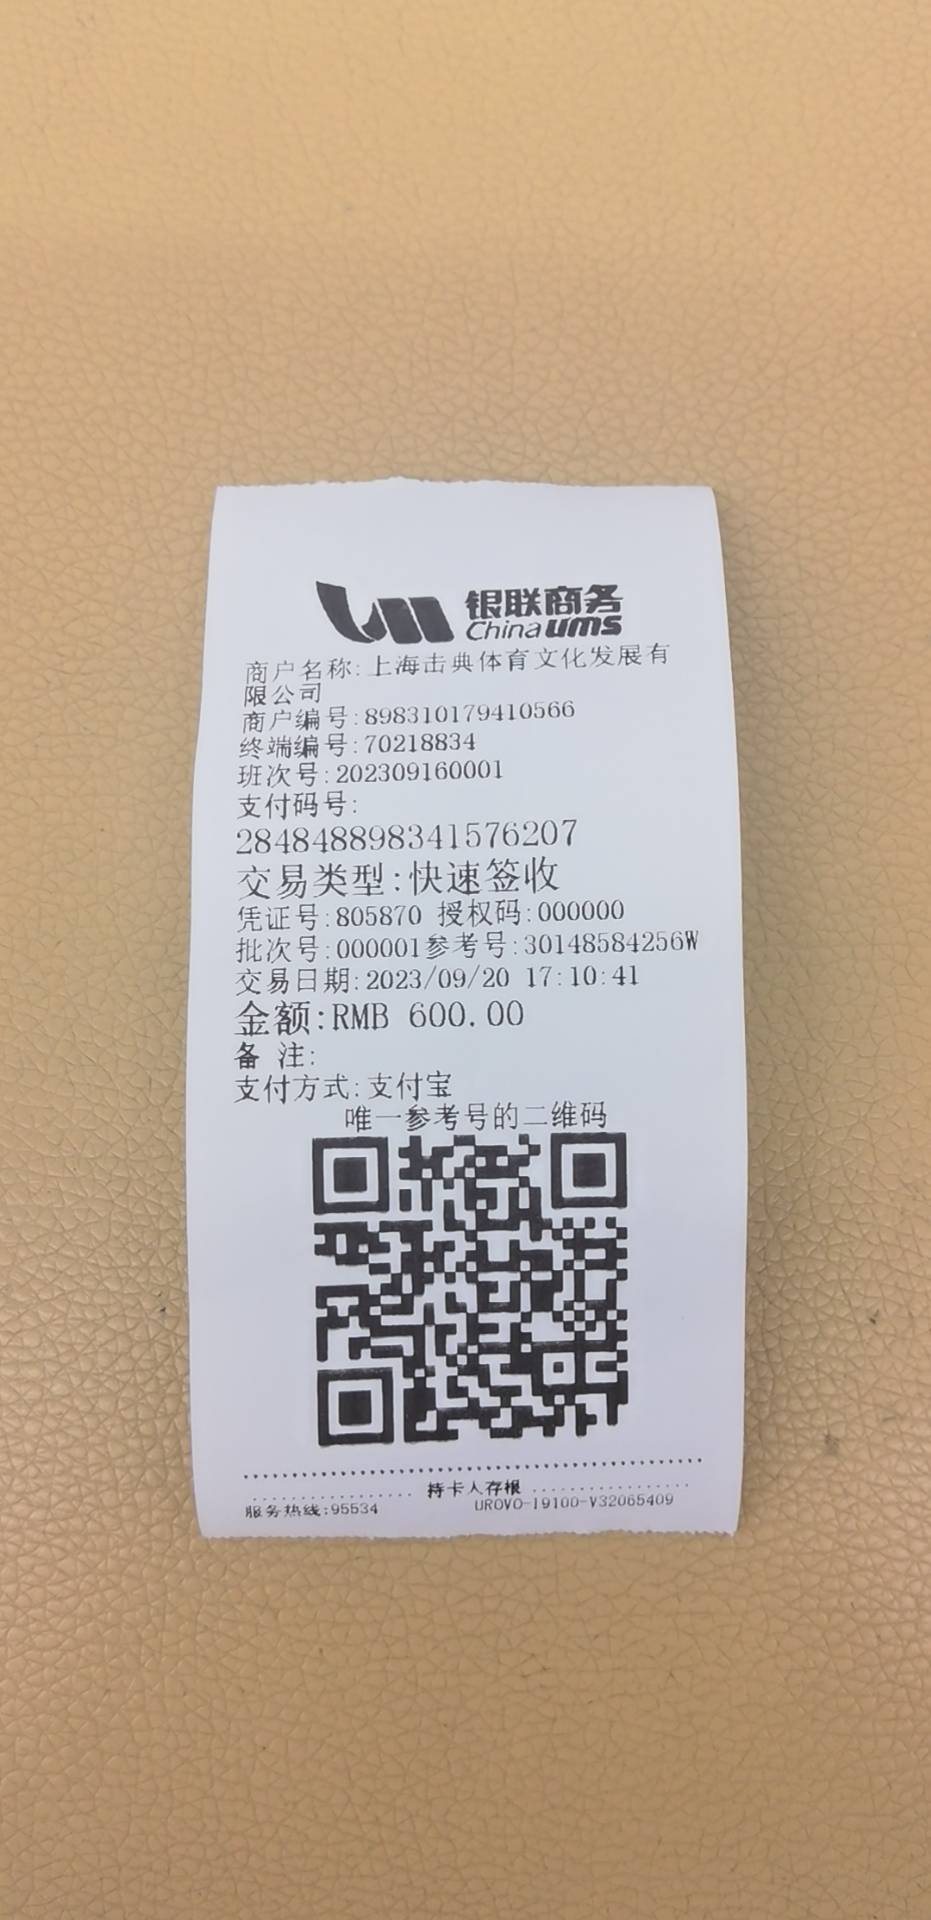 银联商务
China ums
商户名称:上海击典体育文化发展有
限公司
商户编号:898310179410566
终端编号:70218834
班次号:202309160001
支付码号:
284848898341576207
交易类型:快速签收
凭证号:805870 授权码:000000
批次号:000001参考号:30148584256W
交易日期:2023/09/20 17:10:41
金额:RMB 600.00
备 注:
支付方式:支付宝
唯一参考号的二维码
持卡人存根
服务热线:95534 UROVO-I9100-V32065409